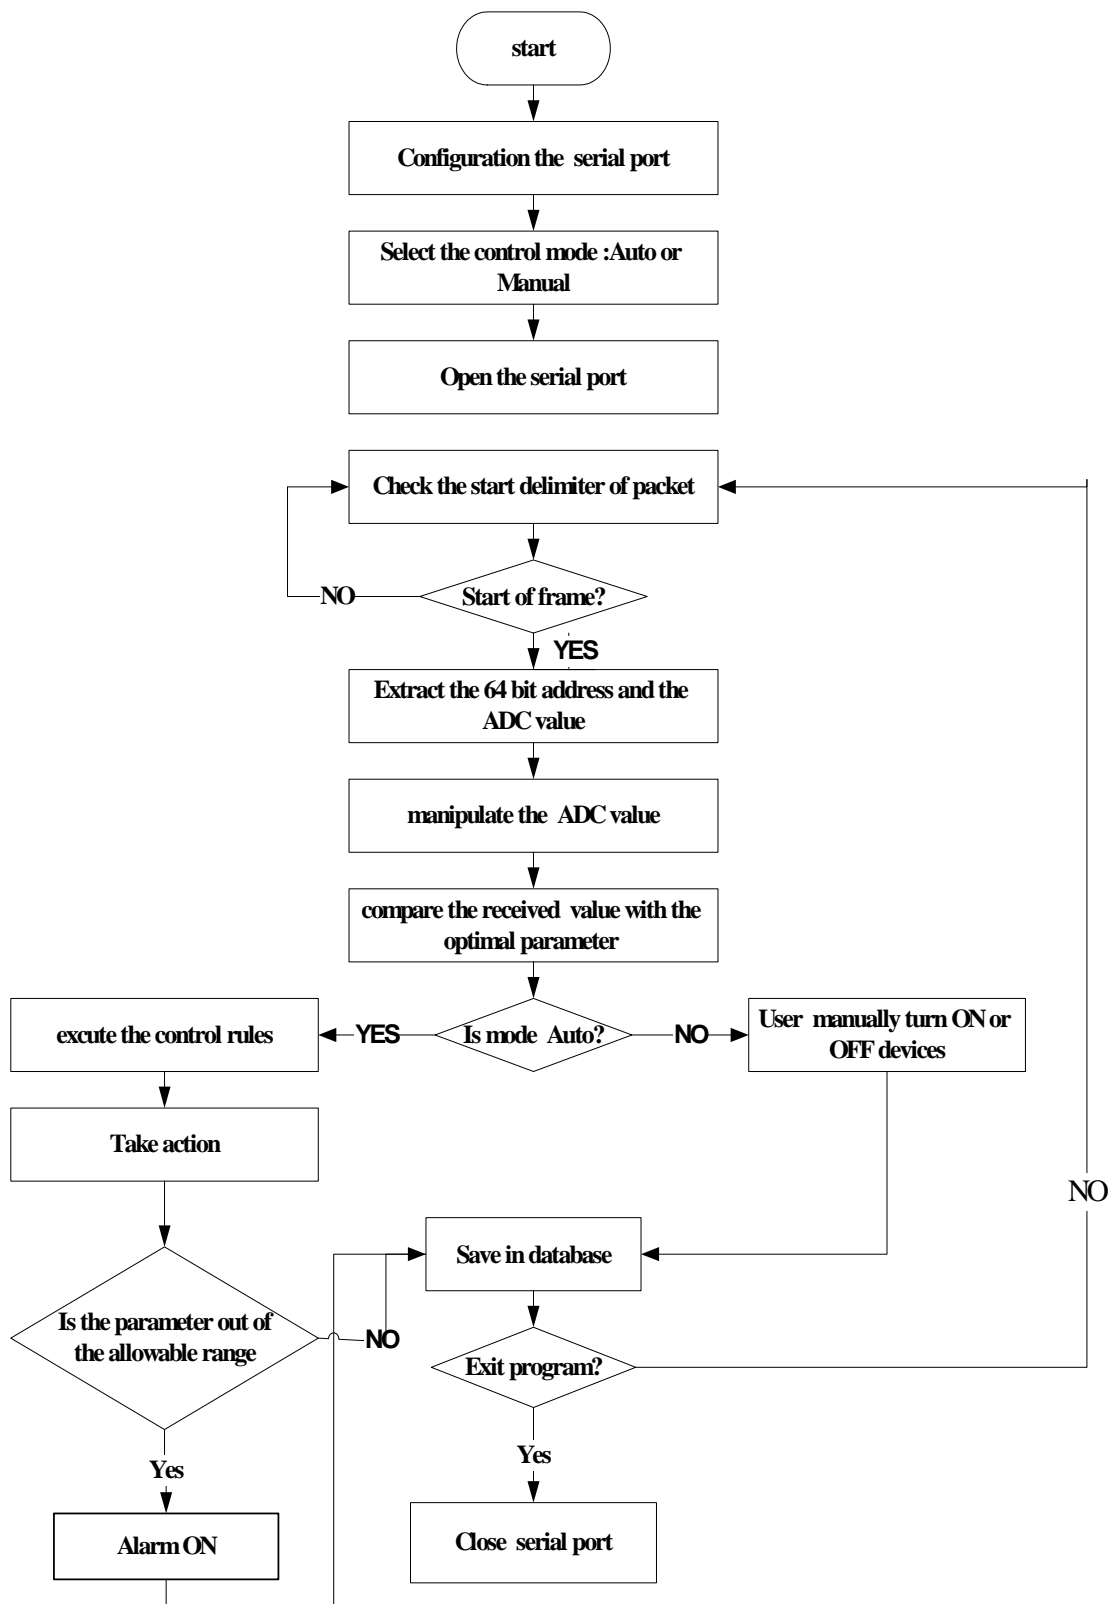 start
Configuration the serial port
Select the control mode :Auto or
Manual
Open the serial port
Check the start delimiter of packet
Start of frame?
NO
YES
Extract the 64 bit address and the
ADC value
manipulate the ADC value
compare the received value with the
optimal parameter
Is mode Auto?
YES
NO
excute the control rules
User manually turn ON or
OFF devices
Take action
NO
Save in database
Is the parameter out of
the allowable range
NO
Exit program?
Yes
Yes
Alarm ON
Close serial port